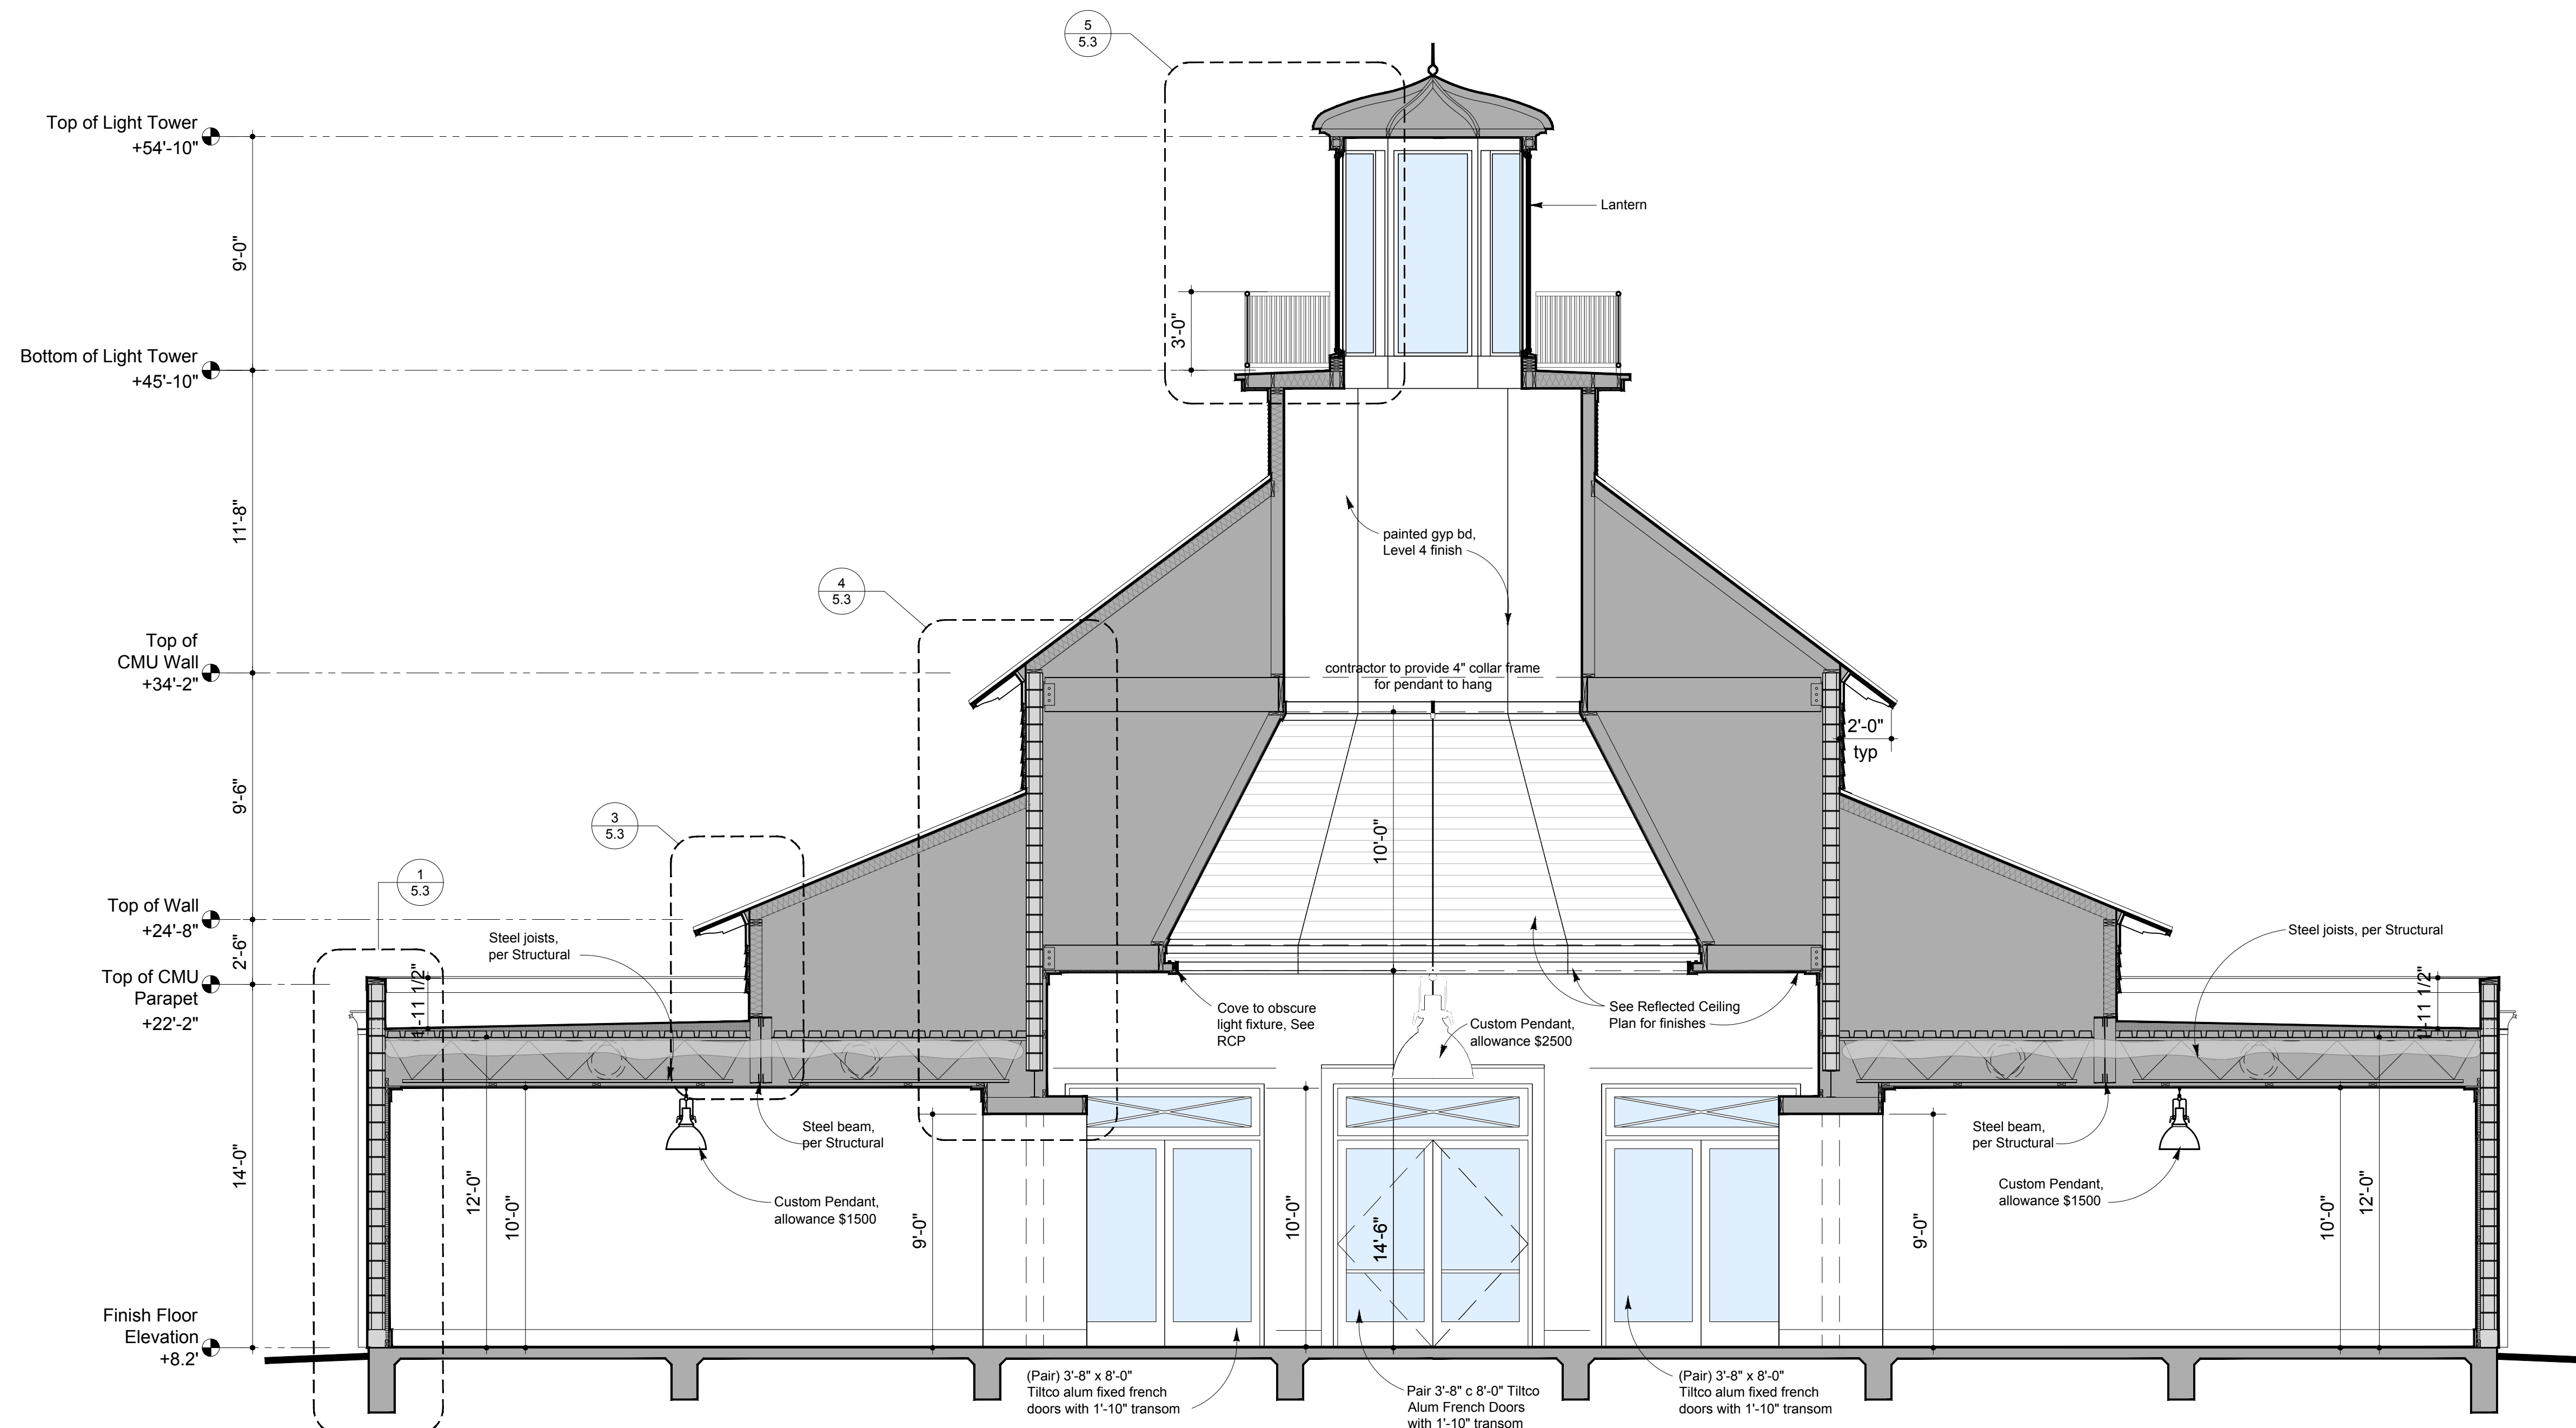 5
5.3
Top of Light Tower
+54'-10"
9'-0"
Lantern
3'-0"
Bottom of Light Tower
+45'-10"
11'-8"
painted gyp bd,
Level 4 finish
4
5.3
Top of
CMU Wall
+34'-2"
contractor to provide 4" collar frame
for pendant to hang
2'-0"
typ
9'-6"
10'-0"
3
5.3
1
5.3
Top of Wall
+24'-8"
2'-6"
Steel joists,
per Structural
Steel joists, per Structural
Top of CMU
Parapet
+22'-2"
-11 1/2"
-11 1/2"
Cove to obscure
light fixture, See
RCP
Custom Pendant,
allowance $2500
See Reflected Ceiling
Plan for finishes
Steel beam,
per Structural
Steel beam,
per Structural
14'-0"
12'-0"
10'-0"
Custom Pendant,
allowance $1500
9'-0"
10'-0"
14'-6"
9'-0"
Custom Pendant,
allowance $1500
10'-0"
12'-0"
Finish Floor
Elevation
+8.2'
(Pair) 3'-8" x 8'-0"
Tiltco alum fixed french
doors with 1'-10" transom
Pair 3'-8" c 8'-0" Tiltco
Alum French Doors
with 1'-10" transom
(Pair) 3'-8" x 8'-0"
Tiltco alum fixed french
doors with 1'-10" transom